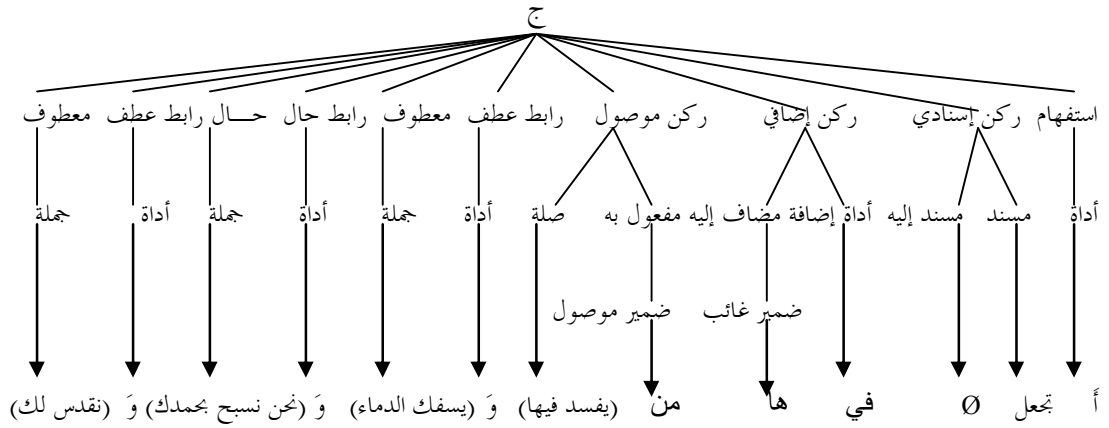 ج
استفهام ركن إسنادي ركن إضافي ركن موصول رابط عطف معطوف رابط حال حـــال رابط عطف معطوف
أداة مسند مسند إليه أداة إضافة مضاف إليه مفعول به صلة أداة جملة أداة جملة أداة جملة
ضمير غائب ضمير موصول
أَ تجعل Ø في ها من (يفسد فيها) وَ (يسفك الدماء) وَ (نحن نسبح بحمدك) وَ (نقدس لك)